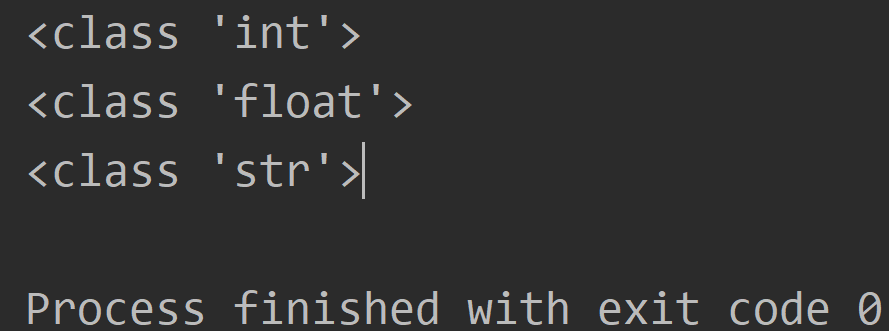 <class 'int'>
<class 'float'>
<class 'str'>
Process finished with exit code 0